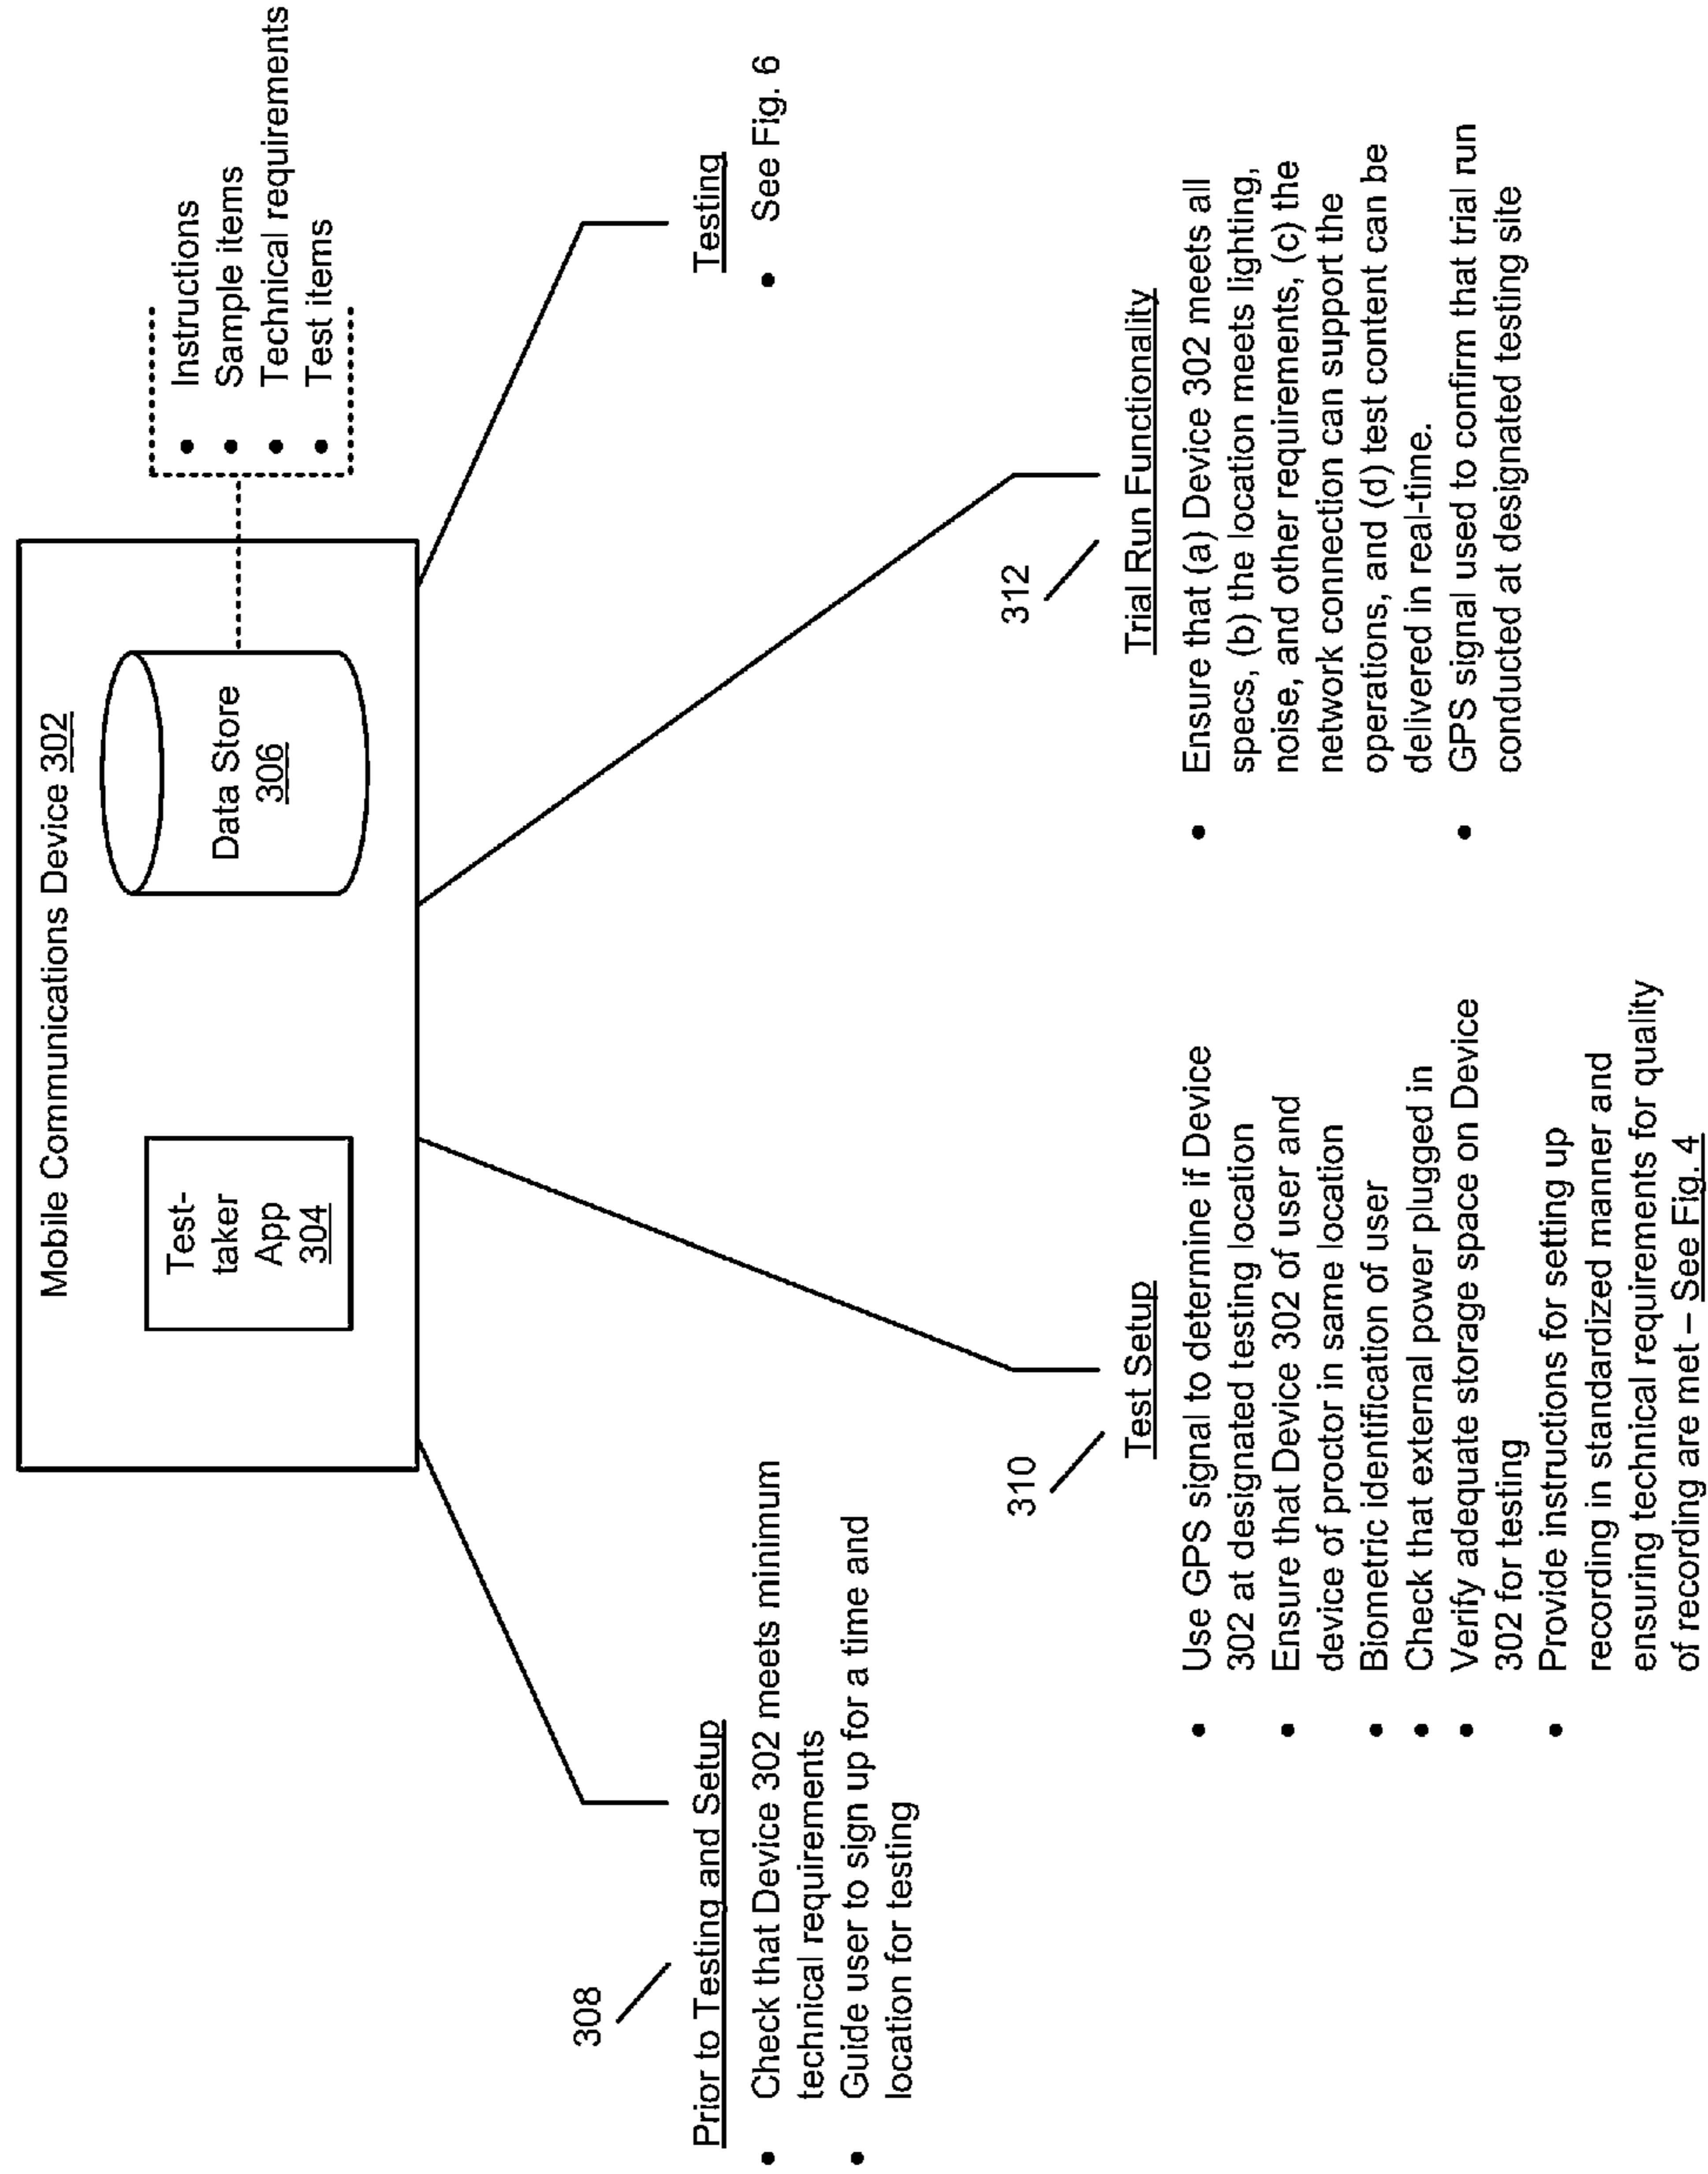 Mobile Communications Device 302
Test-
taker
App
304
Data Store
306
• Instructions
• Sample items
• Technical requirements
• Test items
308
Prior to Testing and Setup
• Check that Device 302 meets minimum
technical requirements
• Guide user to sign up for a time and
location for testing
310
Test Setup
• Use GPS signal to determine if Device
302 at designated testing location
• Ensure that Device 302 of user and
device of proctor in same location
• Biometric identification of user
• Check that external power plugged in
• Verify adequate storage space on Device
302 for testing
• Provide instructions for setting up
recording in standardized manner and
ensuring technical requirements for quality
of recording are met – See Fig. 4
312
Trial Run Functionality
• Ensure that (a) Device 302 meets all
specs, (b) the location meets lighting,
noise, and other requirements, (c) the
network connection can support the
operations, and (d) test content can be
delivered in real-time.
• GPS signal used to confirm that trial run
conducted at designated testing site
Testing
• See Fig. 6